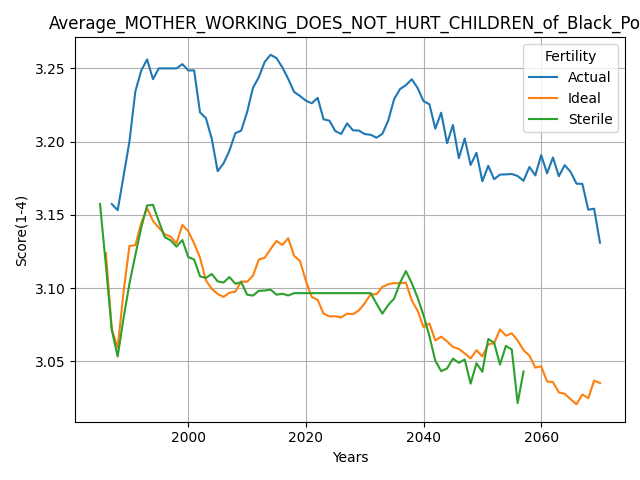 Average_MOTHER_WORKING_DOES_NOT_HURT_CHILDREN_of_Black_Po
Fertility
Actual
Ideal
Sterile
3.25
3.20
3.15
3.10
3.05
Score(1-4)
2000 2020 2040 2060
Years